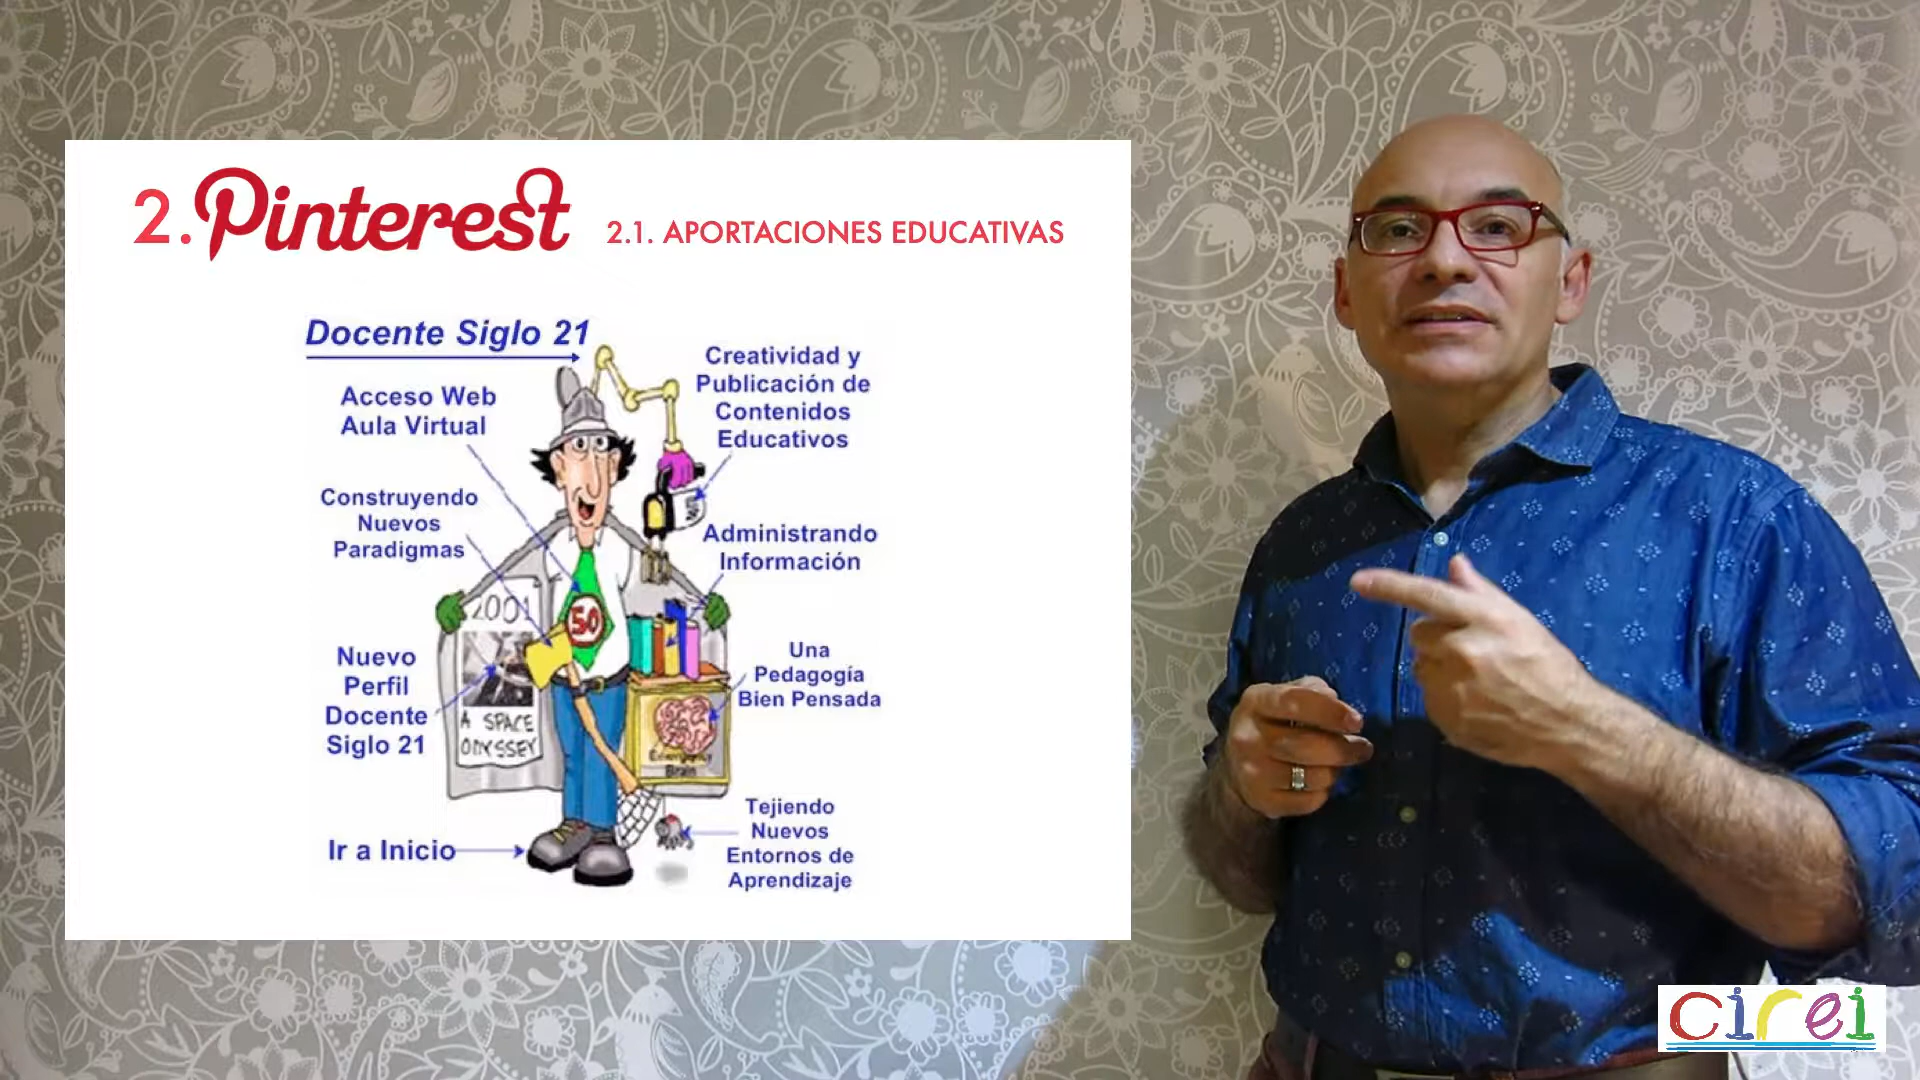 2. Pinterest 2.1. APORTACIONES EDUCATIVAS
Docente Siglo 21
Acceso Web
Aula Virtual
Creatividad y
Publicación de
Contenidos
Educativos
Construyendo
Nuevos
Paradigmas
Administrando
Información
2001
50
Nuevo
Perfil
Docente
Siglo 21
A SPACE
ODYSSEY
Una
Pedagogía
Bien Pensada
Emergency
Brain
Ir a Inicio
Tejiendo
Nuevos
Entornos de
Aprendizaje
cirei